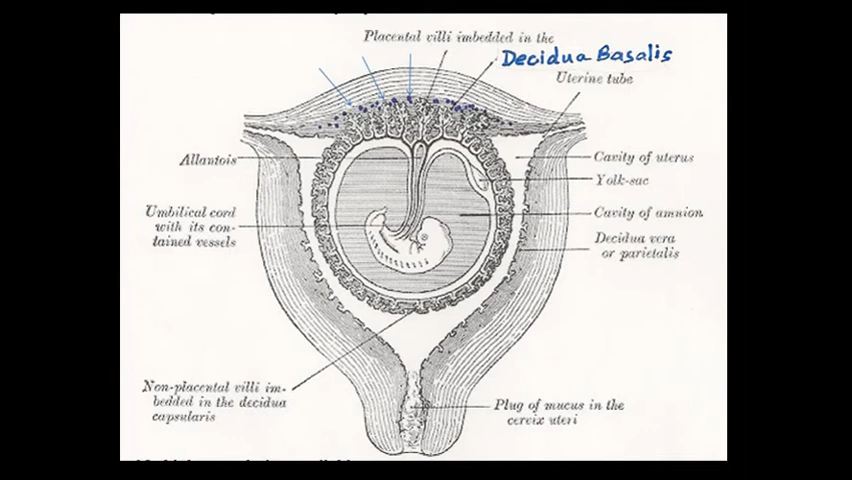 Placental villi imbedded in the
Decidua Basalis
Uterine tube
Allantois
Cavity of uterus
Yolk-sac
Umbilical cord
with its con-
tained vessels
Cavity of amnion
Decidua vera
or parietalis
Non-placental villi im-
bedded in the decidua
capsularis
Plug of mucus in the
cervix uteri